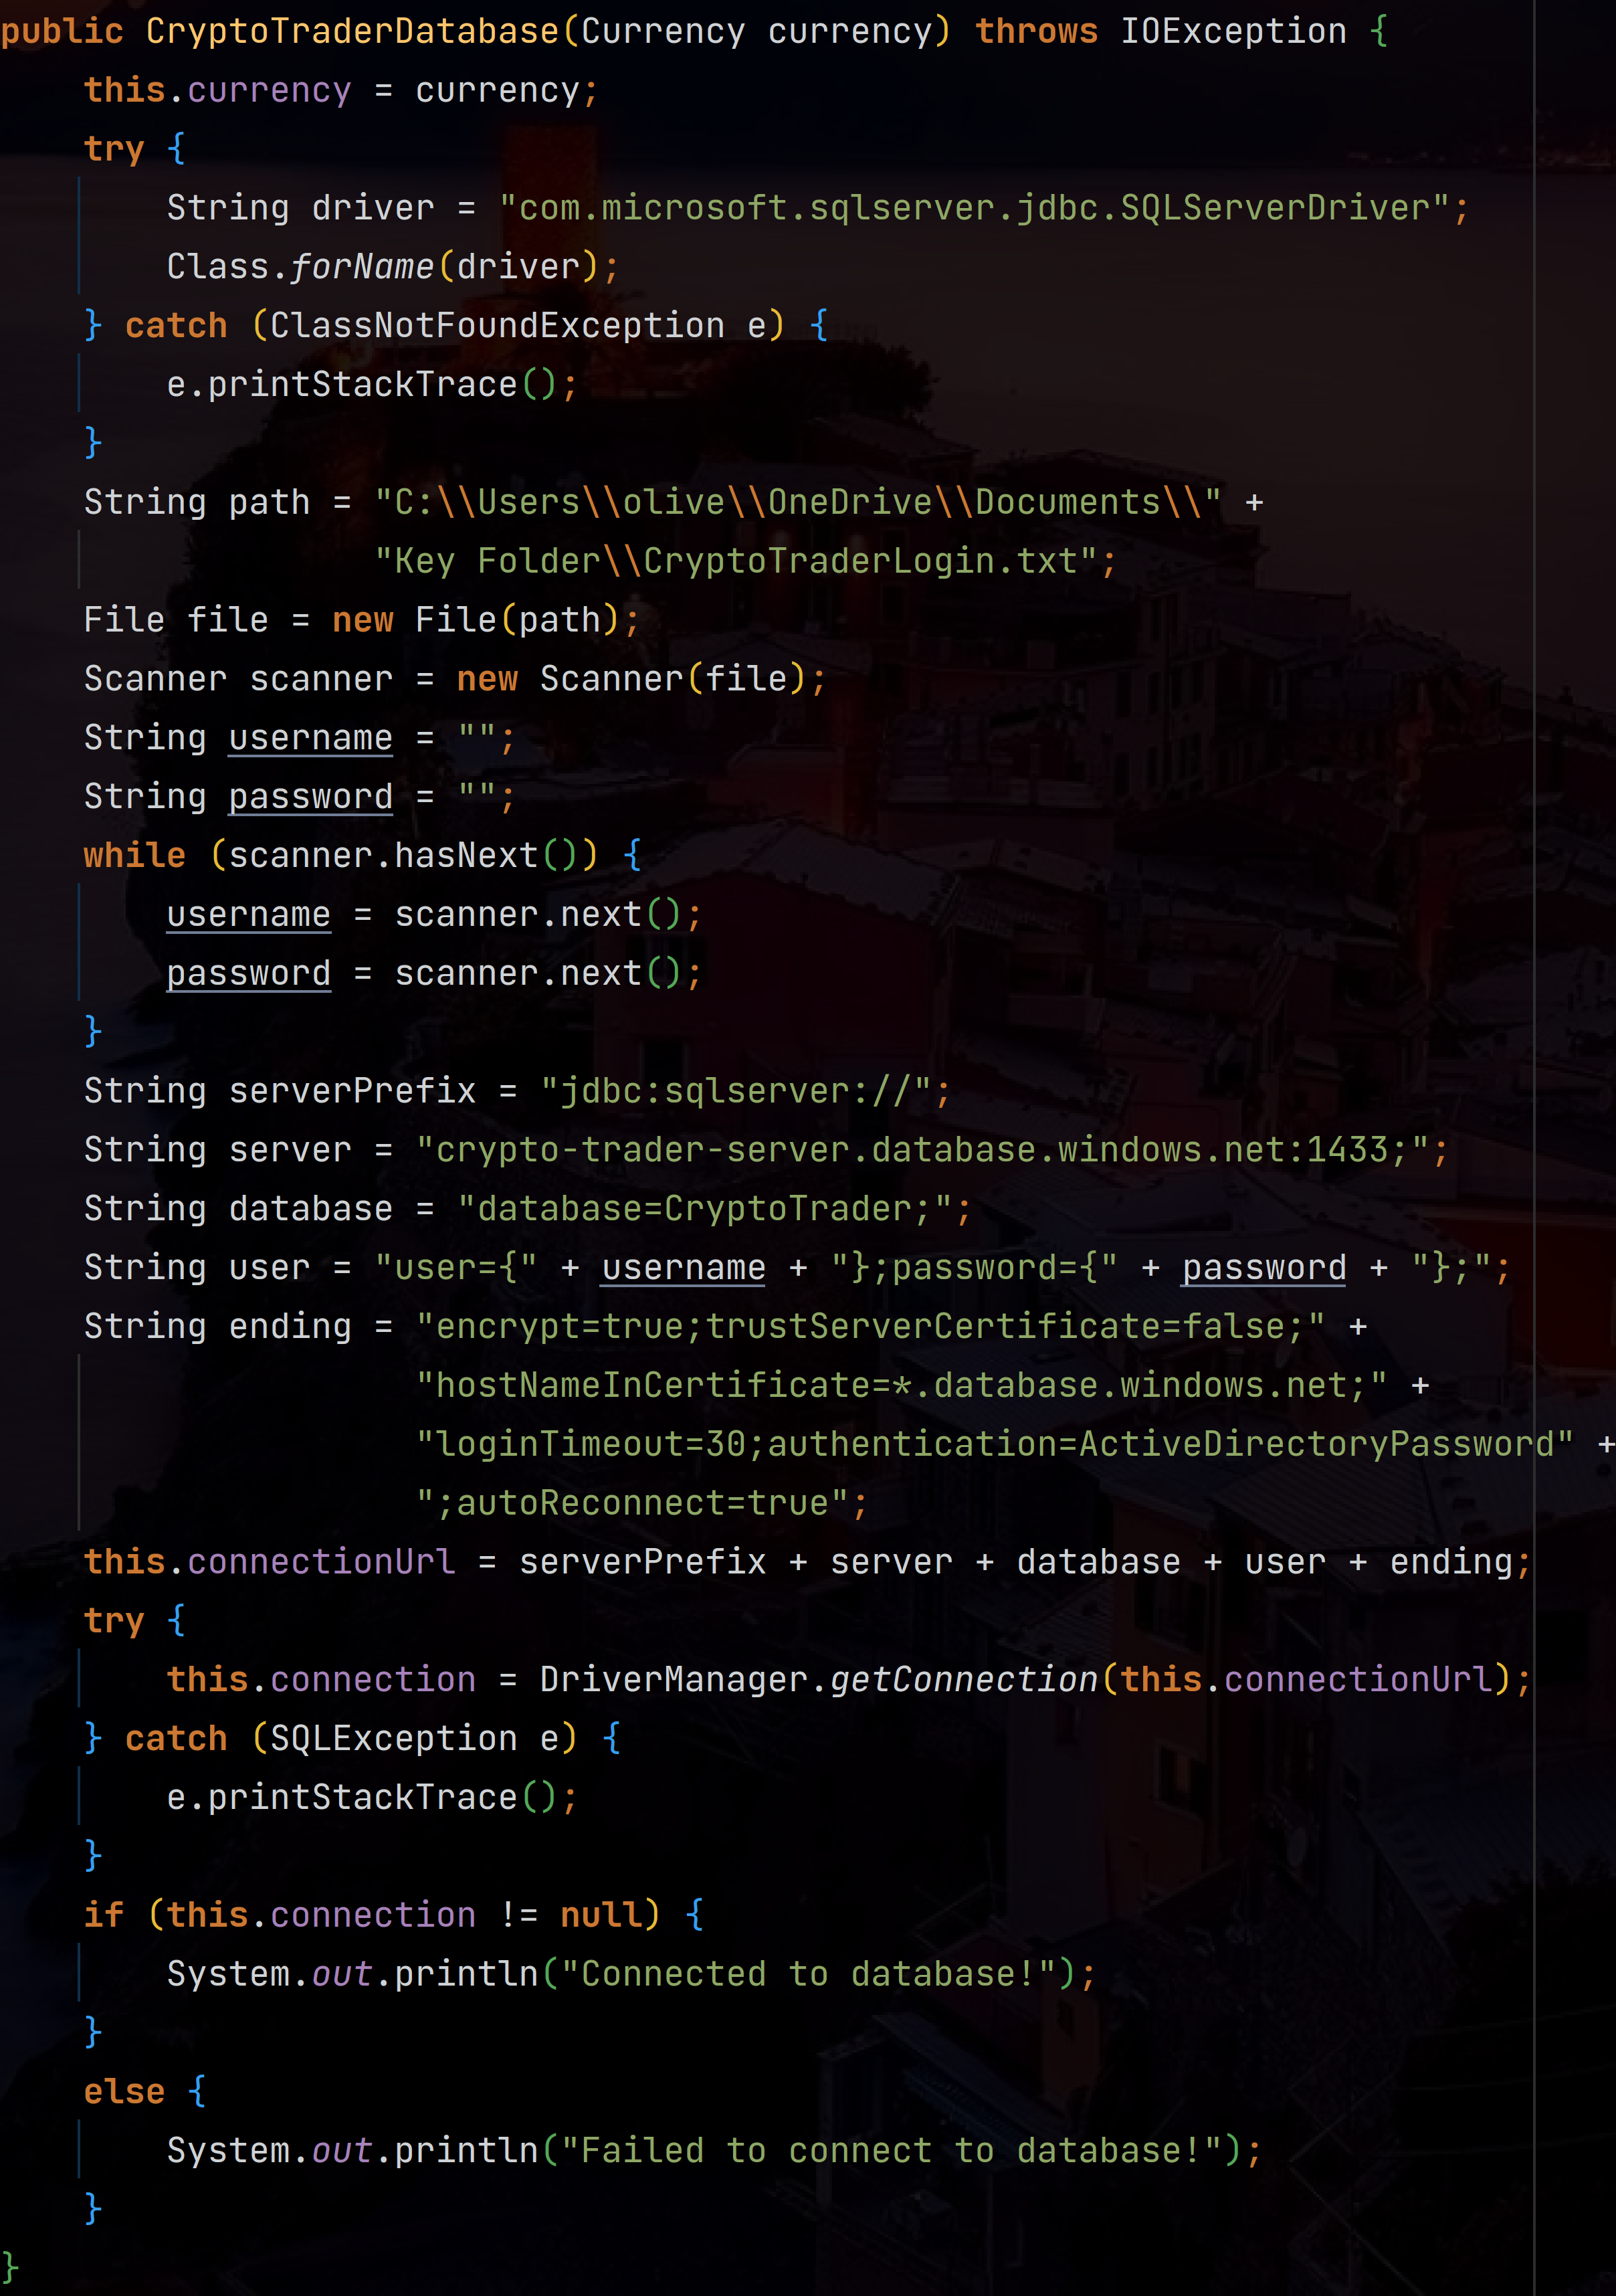 public CryptoTraderDatabase(Currency currency) throws IOException {
    this.currency = currency;
    try {
        String driver = "com.microsoft.sqlserver.jdbc.SQLServerDriver";
        Class.forName(driver);
    } catch (ClassNotFoundException e) {
        e.printStackTrace();
    }
    String path = "C:\\Users\\olive\\OneDrive\\Documents\\" +
                  "Key Folder\\CryptoTraderLogin.txt";
    File file = new File(path);
    Scanner scanner = new Scanner(file);
    String username = "";
    String password = "";
    while (scanner.hasNext()) {
        username = scanner.next();
        password = scanner.next();
    }
    String serverPrefix = "jdbc:sqlserver://";
    String server = "crypto-trader-server.database.windows.net:1433;";
    String database = "database=CryptoTrader;";
    String user = "user={" + username + "};password={" + password + "};";
    String ending = "encrypt=true;trustServerCertificate=false;" +
                    "hostNameInCertificate=*.database.windows.net;" +
                    "loginTimeout=30;authentication=ActiveDirectoryPassword" +
                    ";autoReconnect=true";
    this.connectionUrl = serverPrefix + server + database + user + ending;
    try {
        this.connection = DriverManager.getConnection(this.connectionUrl);
    } catch (SQLException e) {
        e.printStackTrace();
    }
    if (this.connection != null) {
        System.out.println("Connected to database!");
    }
    else {
        System.out.println("Failed to connect to database!");
    }
}